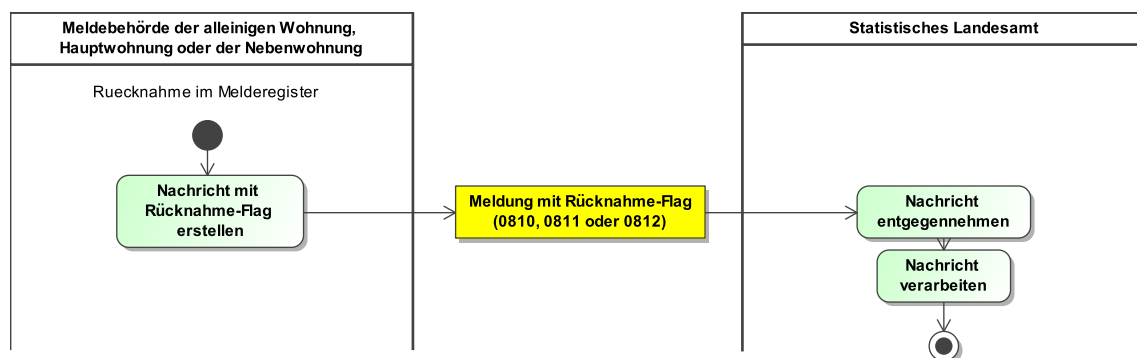 Meldebehörde der alleinigen Wohnung,
Hauptwohnung oder der Nebenwohnung
Statistisches Landesamt
Ruecknahme im Melderegister
Nachricht mit
Rücknahme-Flag
erstellen
Meldung mit Rücknahme-Flag
(0810, 0811 oder 0812)
Nachricht
entgegennehmen
Nachricht
verarbeiten